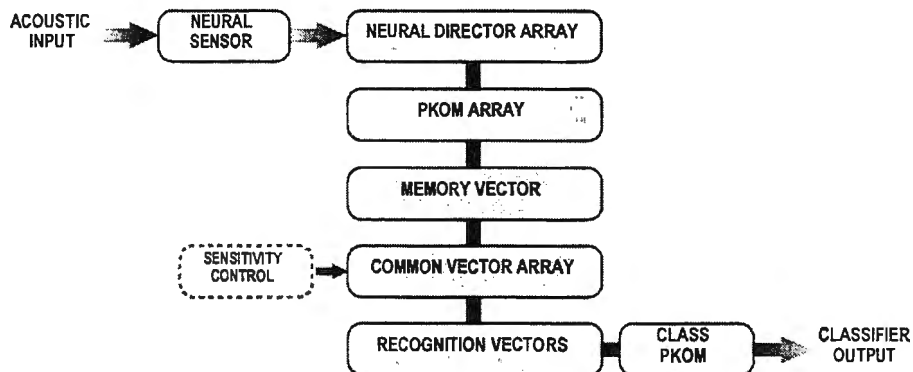 ACOUSTIC
INPUT
NEURAL
SENSOR
NEURAL DIRECTOR ARRAY
PKOM ARRAY
MEMORY VECTOR
SENSITIVITY
CONTROL
COMMON VECTOR ARRAY
RECOGNITION VECTORS
CLASS
PKOM
CLASSIFIER
OUTPUT